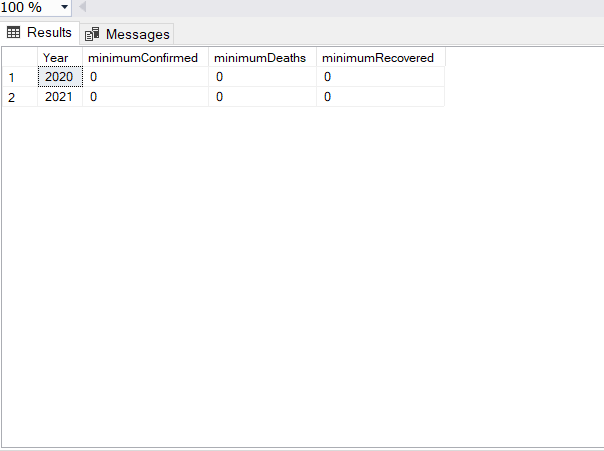 100 %
Results Messages
Year minimumConfirmed minimumDeaths minimumRecovered
1 2020 0 0 0
2 2021 0 0 0